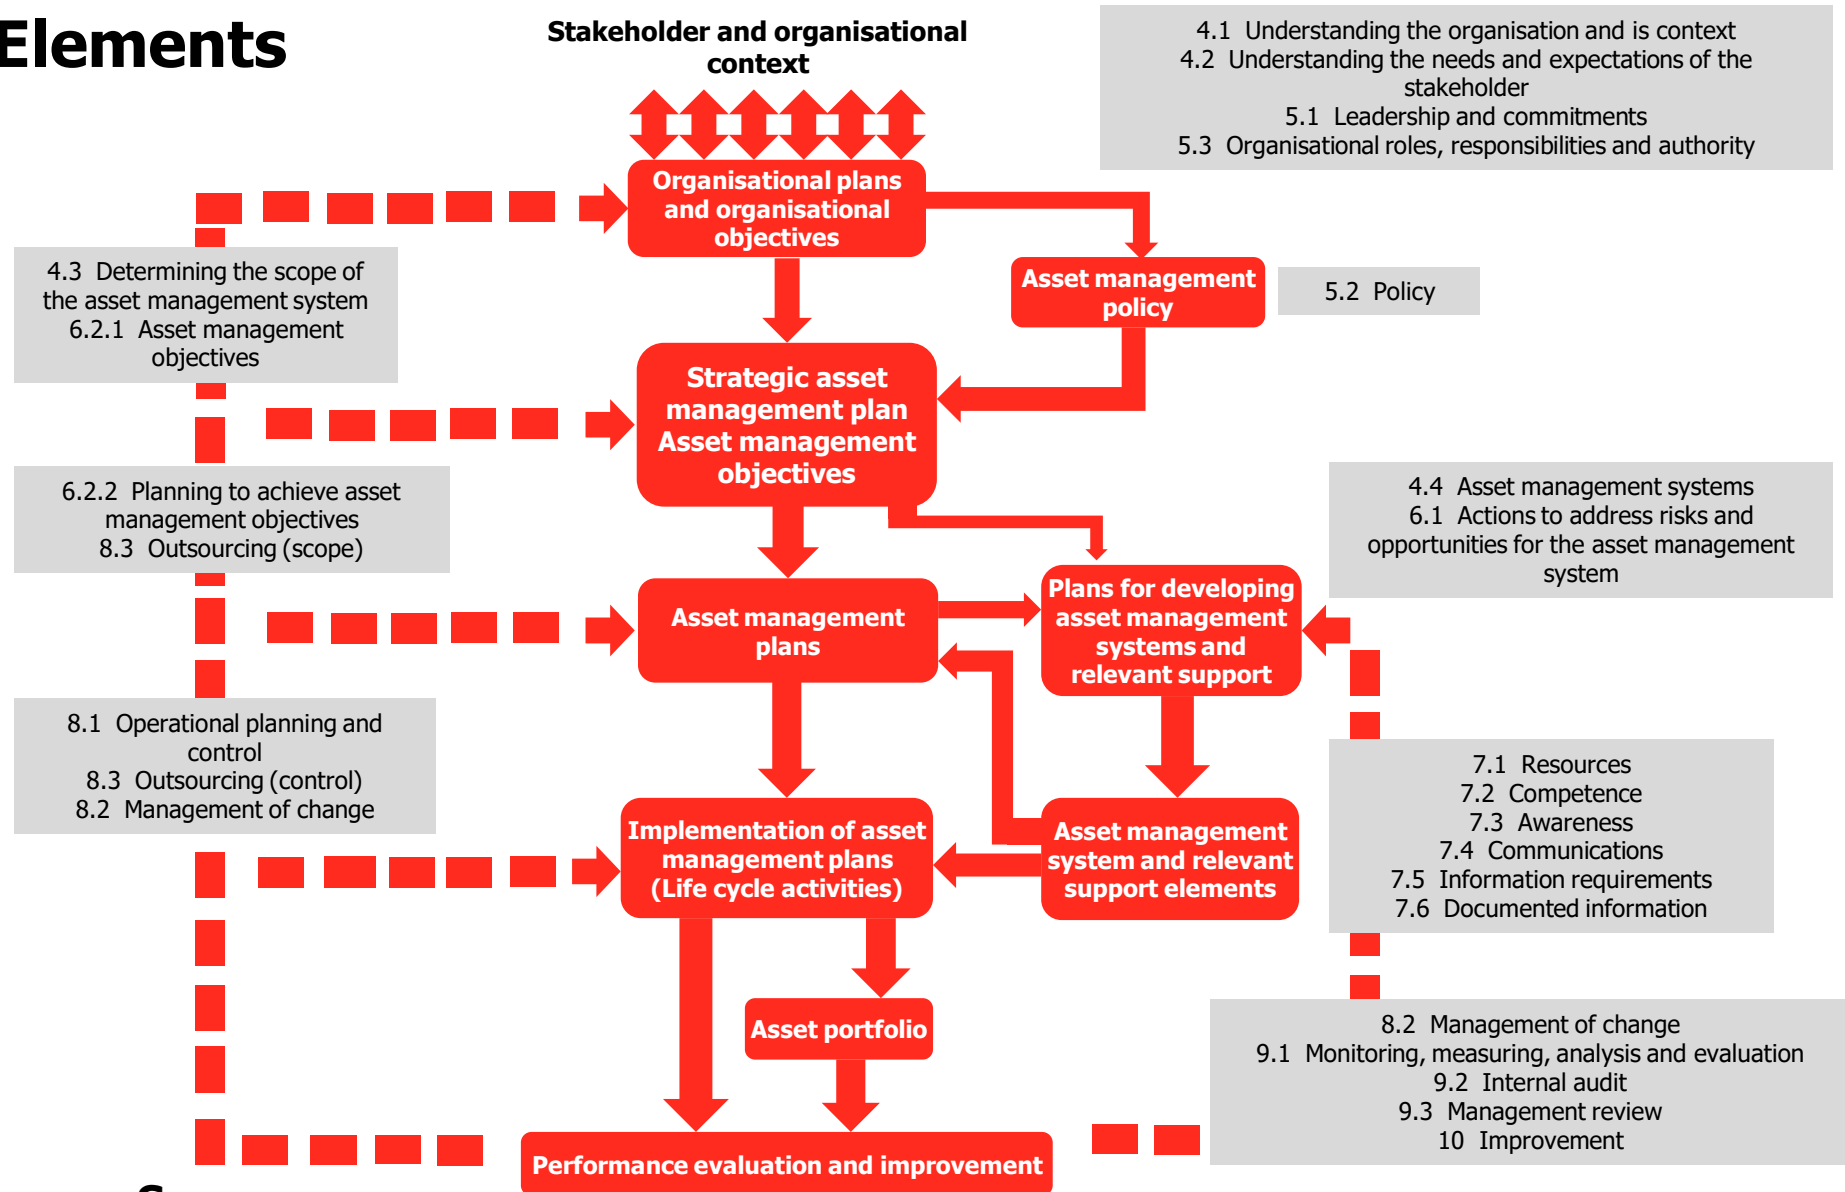 Elements
Stakeholder and organisational
context
4.1 Understanding the organisation and is context
4.2 Understanding the needs and expectations of the
stakeholder
5.1 Leadership and commitments
5.3 Organisational roles, responsibilities and authority
Organisational plans
and organisational
objectives
4.3 Determining the scope of
the asset management system
6.2.1 Asset management
objectives
Asset management
policy
5.2 Policy
Strategic asset
management plan
Asset management
objectives
6.2.2 Planning to achieve asset
management objectives
8.3 Outsourcing (scope)
4.4 Asset management systems
6.1 Actions to address risks and
opportunities for the asset management
system
Asset management
plans
Plans for developing
asset management
systems and
relevant support
8.1 Operational planning and
control
8.3 Outsourcing (control)
8.2 Management of change
7.1 Resources
7.2 Competence
7.3 Awareness
7.4 Communications
7.5 Information requirements
7.6 Documented information
Implementation of asset
management plans
(Life cycle activities)
Asset management
system and relevant
support elements
Asset portfolio
8.2 Management of change
9.1 Monitoring, measuring, analysis and evaluation
9.2 Internal audit
9.3 Management review
10 Improvement
Performance evaluation and improvement